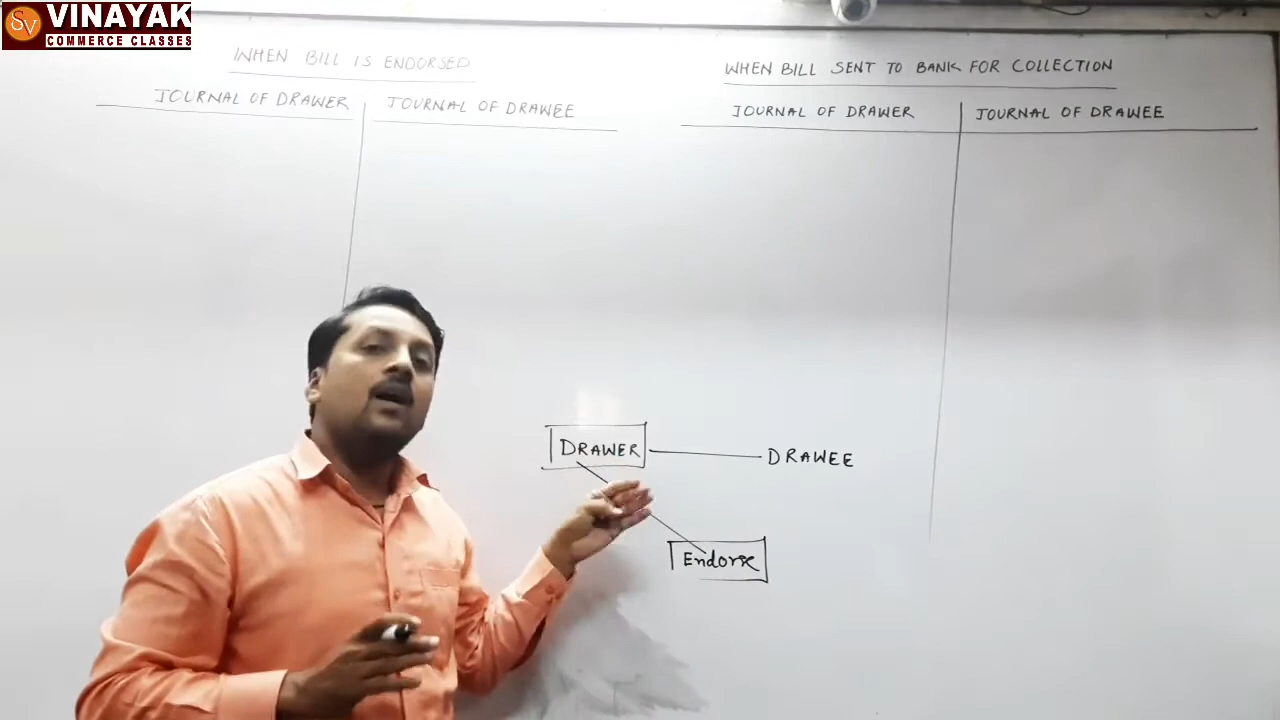 SV VINAYAK
COMMERCE CLASSES
WHEN BILL IS ENDORSED
JOURNAL OF DRAWER
JOURNAL OF DRAWEE
WHEN BILL SENT TO BANK FOR COLLECTION
JOURNAL OF DRAWER
JOURNAL OF DRAWEE
DRAWER
DRAWEE